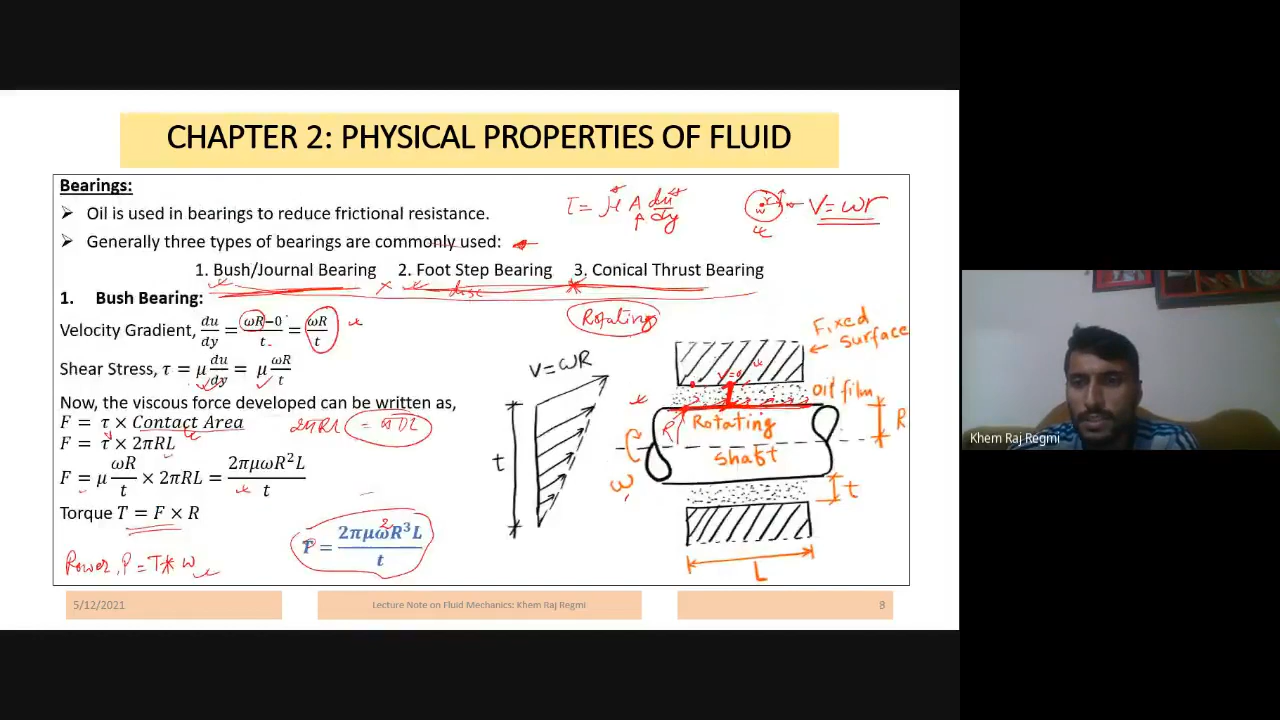 CHAPTER 2: PHYSICAL PROPERTIES OF FLUID
Bearings:
τ = μ A du/dy
V = ωr
➢ Oil is used in bearings to reduce frictional resistance.
➢ Generally three types of bearings are commonly used:
1. Bush/Journal Bearing 2. Foot Step Bearing 3. Conical Thrust Bearing
disc
1. Bush Bearing:
Rotating
Velocity Gradient, du/dy = ωR−0/t = ωR/t
Shear Stress, τ = μ du/dy = μ ωR/t
Now, the viscous force developed can be written as,
F = τ × Contact Area
2πRL = πDL
F = τ × 2πRL
F = μ ωR/t × 2πRL = 2πμωR²L/t
Torque T = F × R
Power, P = T * ω
P = 2πμω²R³L/t
V = ωR
t
Fixed
surface
V=0
Oil film
R
R
Rotating
shaft
ω
t
L
5/12/2021
Lecture Note on Fluid Mechanics: Khem Raj Regmi
8
Khem Raj Regmi